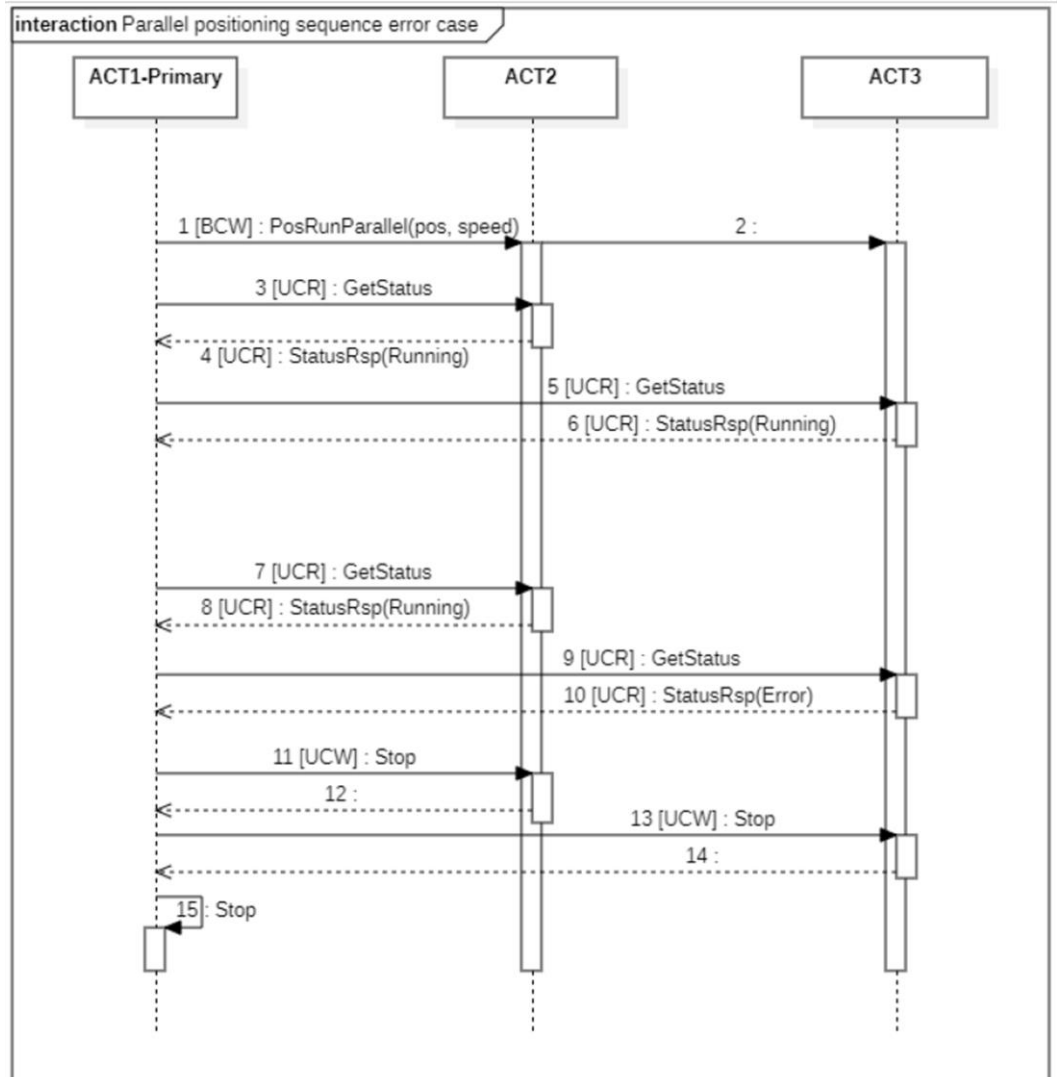 interaction Parallel positioning sequence error case
ACT1-Primary
ACT2
ACT3
1 [BCW] : PosRunParallel(pos, speed)
2 :
3 [UCR] : GetStatus
4 [UCR] : StatusRsp(Running)
5 [UCR] : GetStatus
6 [UCR] : StatusRsp(Running)
7 [UCR] : GetStatus
8 [UCR] : StatusRsp(Running)
9 [UCR] : GetStatus
10 [UCR] : StatusRsp(Error)
11 [UCW] : Stop
12 :
13 [UCW] : Stop
14 :
15 : Stop